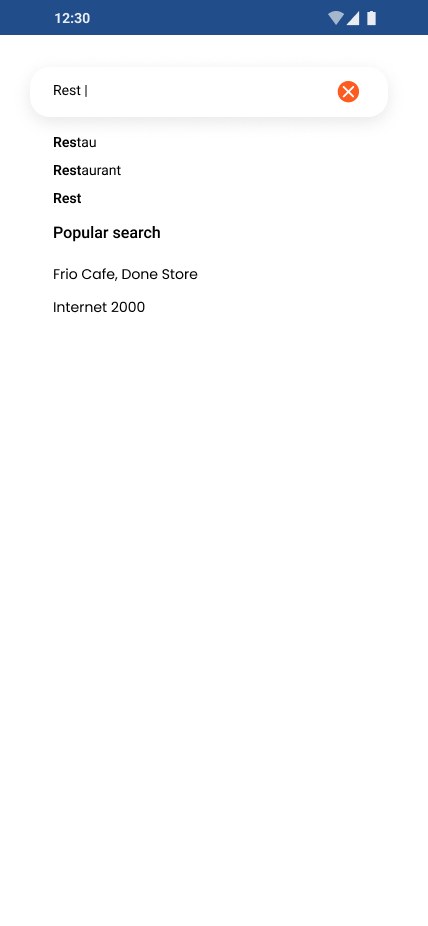 12:30
Rest |
Restau
Restaurant
Rest
Popular search
Frio Cafe, Done Store
Internet 2000